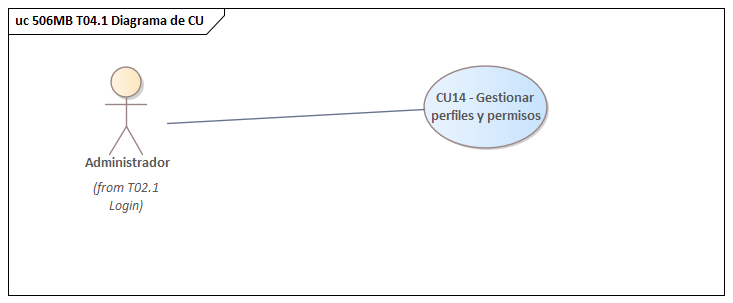 uc 506MB T04.1 Diagrama de CU
CU14 - Gestionar
perfiles y permisos
Administrador
(from T02.1
Login)